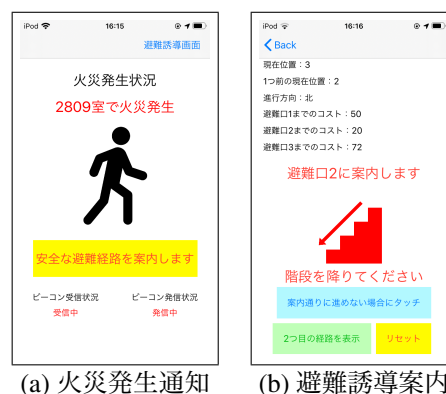 iPod 16:15
避難誘導画面
火災発生状況
2809室で火災発生
安全な避難経路を案内します
ビーコン受信状況 ビーコン発信状況
受信中 発信中
(a) 火災発生通知
iPod 16:16
Back
現在位置：3
1つ前の現在位置：2
進行方向：北
避難口1までのコスト：50
避難口2までのコスト：20
避難口3までのコスト：72
避難口2に案内します
階段を降りてください
案内通りに進めない場合にタッチ
2つ目の経路を表示 リセット
(b) 避難誘導案内